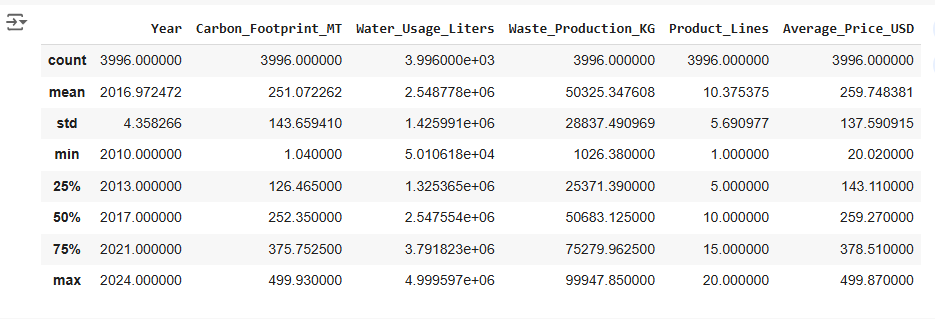 Year Carbon_Footprint_MT Water_Usage_Liters Waste_Production_KG Product_Lines Average_Price_USD
count 3996.000000 3996.000000 3.996000e+03 3996.000000 3996.000000 3996.000000
mean 2016.972472 251.072262 2.548778e+06 50325.347608 10.375375 259.748381
std 4.358266 143.659410 1.425991e+06 28837.490969 5.690977 137.590915
min 2010.000000 1.040000 5.010618e+04 1026.380000 1.000000 20.020000
25% 2013.000000 126.465000 1.325365e+06 25371.390000 5.000000 143.110000
50% 2017.000000 252.350000 2.547554e+06 50683.125000 10.000000 259.270000
75% 2021.000000 375.752500 3.791823e+06 75279.962500 15.000000 378.510000
max 2024.000000 499.930000 4.999597e+06 99947.850000 20.000000 499.870000